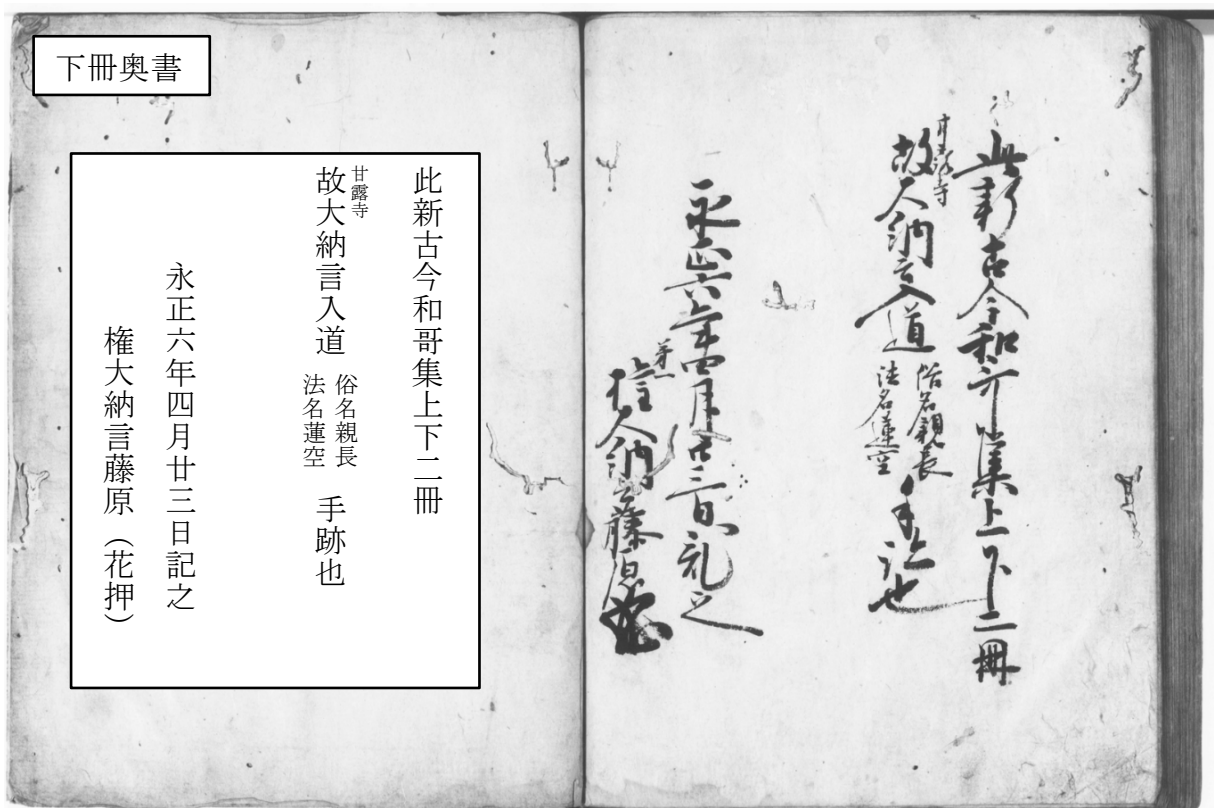 下冊奥書
此新古今和哥集上下二冊
甘露寺
故大納言入道 俗名親長 法名蓮空 手跡也
永正六年四月廿三日記之
権大納言藤原（花押）
此新古今和哥集上下二冊
甘露寺
故大納言入道 俗名親長 法名蓮空 手跡也
永正六年四月廿三日記之
権大納言藤原